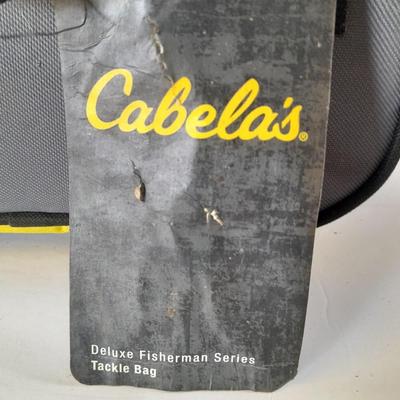 Cabela's®
Deluxe Fisherman Series
Tackle Bag